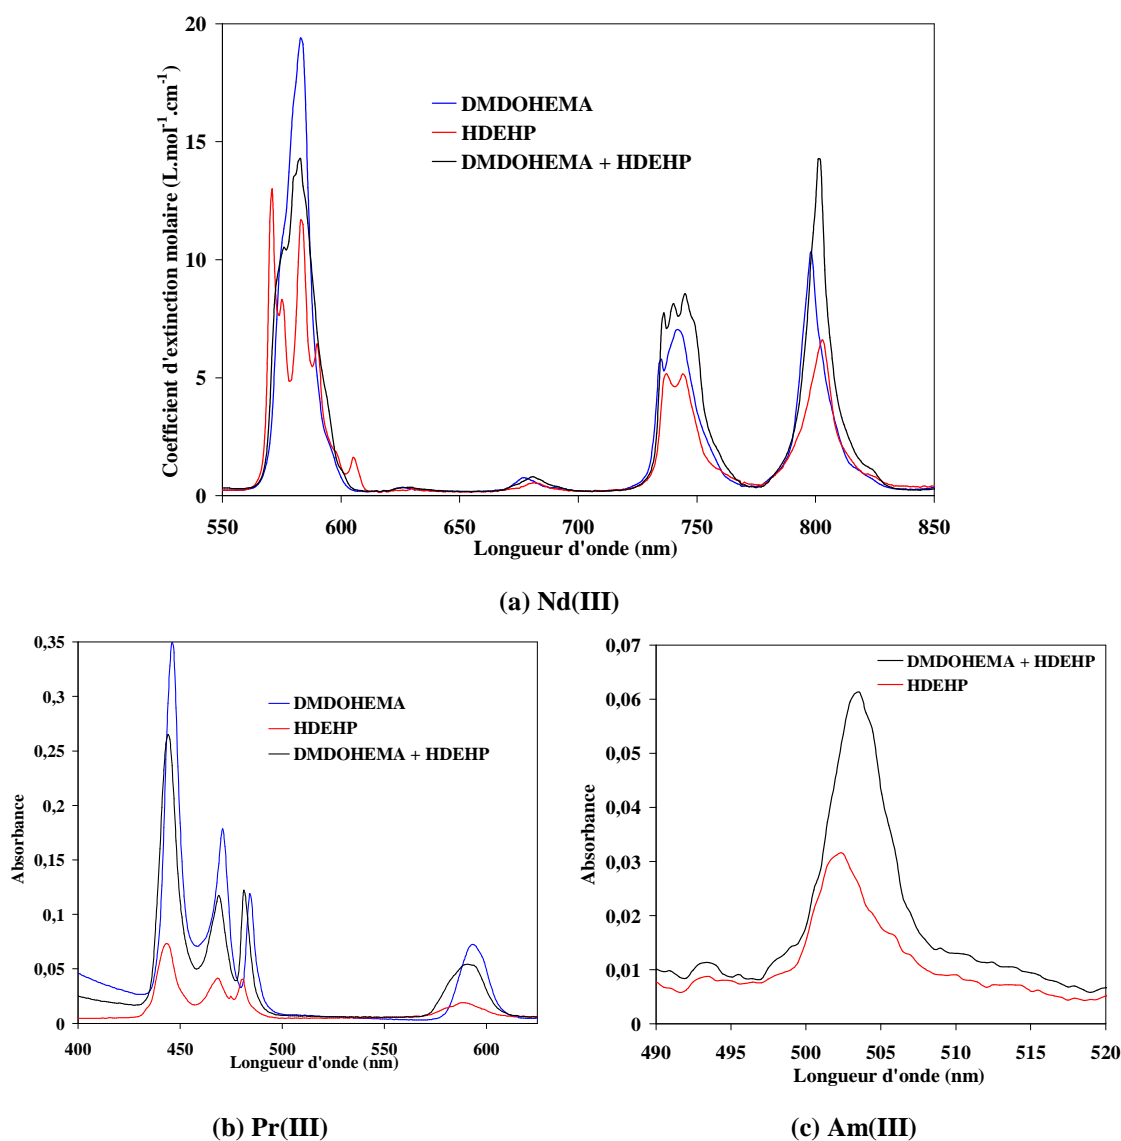 20
15
10
5
0
Coefficient d'extinction molaire (L.mol⁻¹.cm⁻¹)
DMDOHEMA
HDEHP
DMDOHEMA + HDEHP
550 600 650 700 750 800 850
Longueur d'onde (nm)
(a) Nd(III)
0,35
0,3
0,25
0,2
0,15
0,1
0,05
0
Absorbance
DMDOHEMA
HDEHP
DMDOHEMA + HDEHP
400 450 500 550 600
Longueur d'onde (nm)
(b) Pr(III)
0,07
0,06
0,05
0,04
0,03
0,02
0,01
0
Absorbance
DMDOHEMA + HDEHP
HDEHP
490 495 500 505 510 515 520
Longueur d'onde (nm)
(c) Am(III)